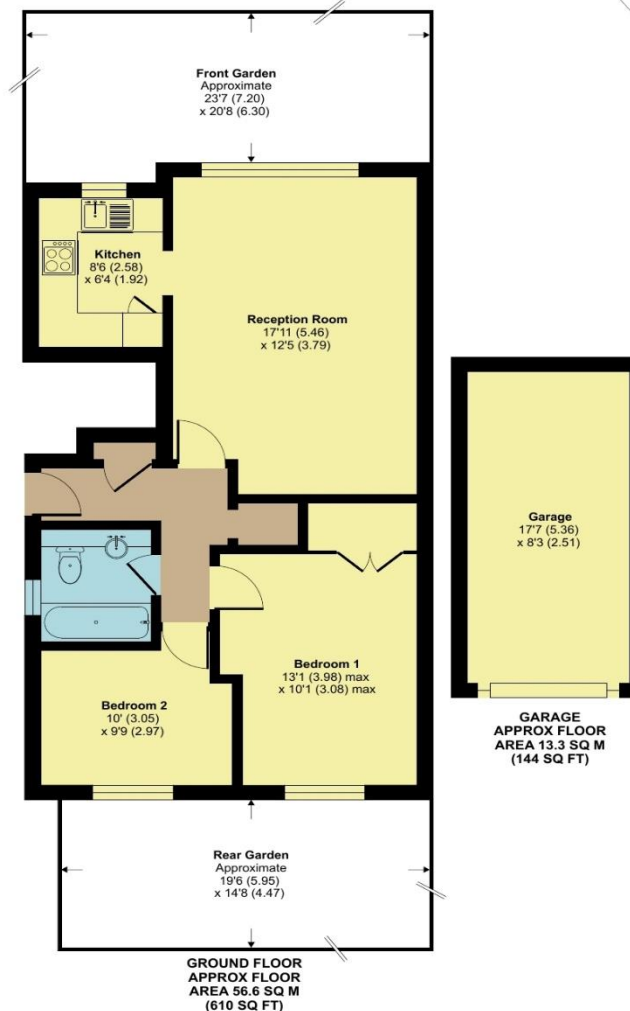 Front Garden
Approximate
23'7 (7.20)
x 20'8 (6.30)
Kitchen
8'6 (2.58)
x 6'4 (1.92)
Reception Room
17'11 (5.46)
x 12'5 (3.79)
Garage
17'7 (5.36)
x 8'3 (2.51)
Bedroom 1
13'1 (3.98) max
x 10'1 (3.08) max
Bedroom 2
10' (3.05)
x 9'9 (2.97)
GARAGE
APPROX FLOOR
AREA 13.3 SQ M
(144 SQ FT)
Rear Garden
Approximate
19'6 (5.95)
x 14'8 (4.47)
GROUND FLOOR
APPROX FLOOR
AREA 56.6 SQ M
(610 SQ FT)